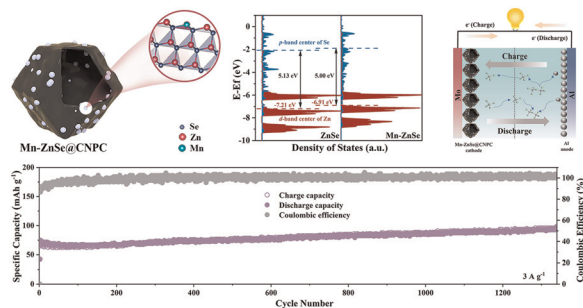 Mn-ZnSe@CNPC
Se
Zn
Mn
E-Ef (eV)
0
-2
-4
-6
-8
-10
p-band center of Se
5.13 eV
5.00 eV
-7.21 eV
-6.91 eV
d-band center of Zn
ZnSe
Mn-ZnSe
Density of States (a.u.)
e (Charge)
e (Discharge)
Charge
Discharge
Mn
Al
Mn-ZnSe@CNPC
cathode
Al
anode
Specific Capacity (mAh g-1)
200
150
100
50
0
Charge capacity
Discharge capacity
Coulombic efficiency
3 A g-1
100
80
60
40
20
0
Coulombic Efficiency (%)
0
200
400
600
800
1000
1200
Cycle Number